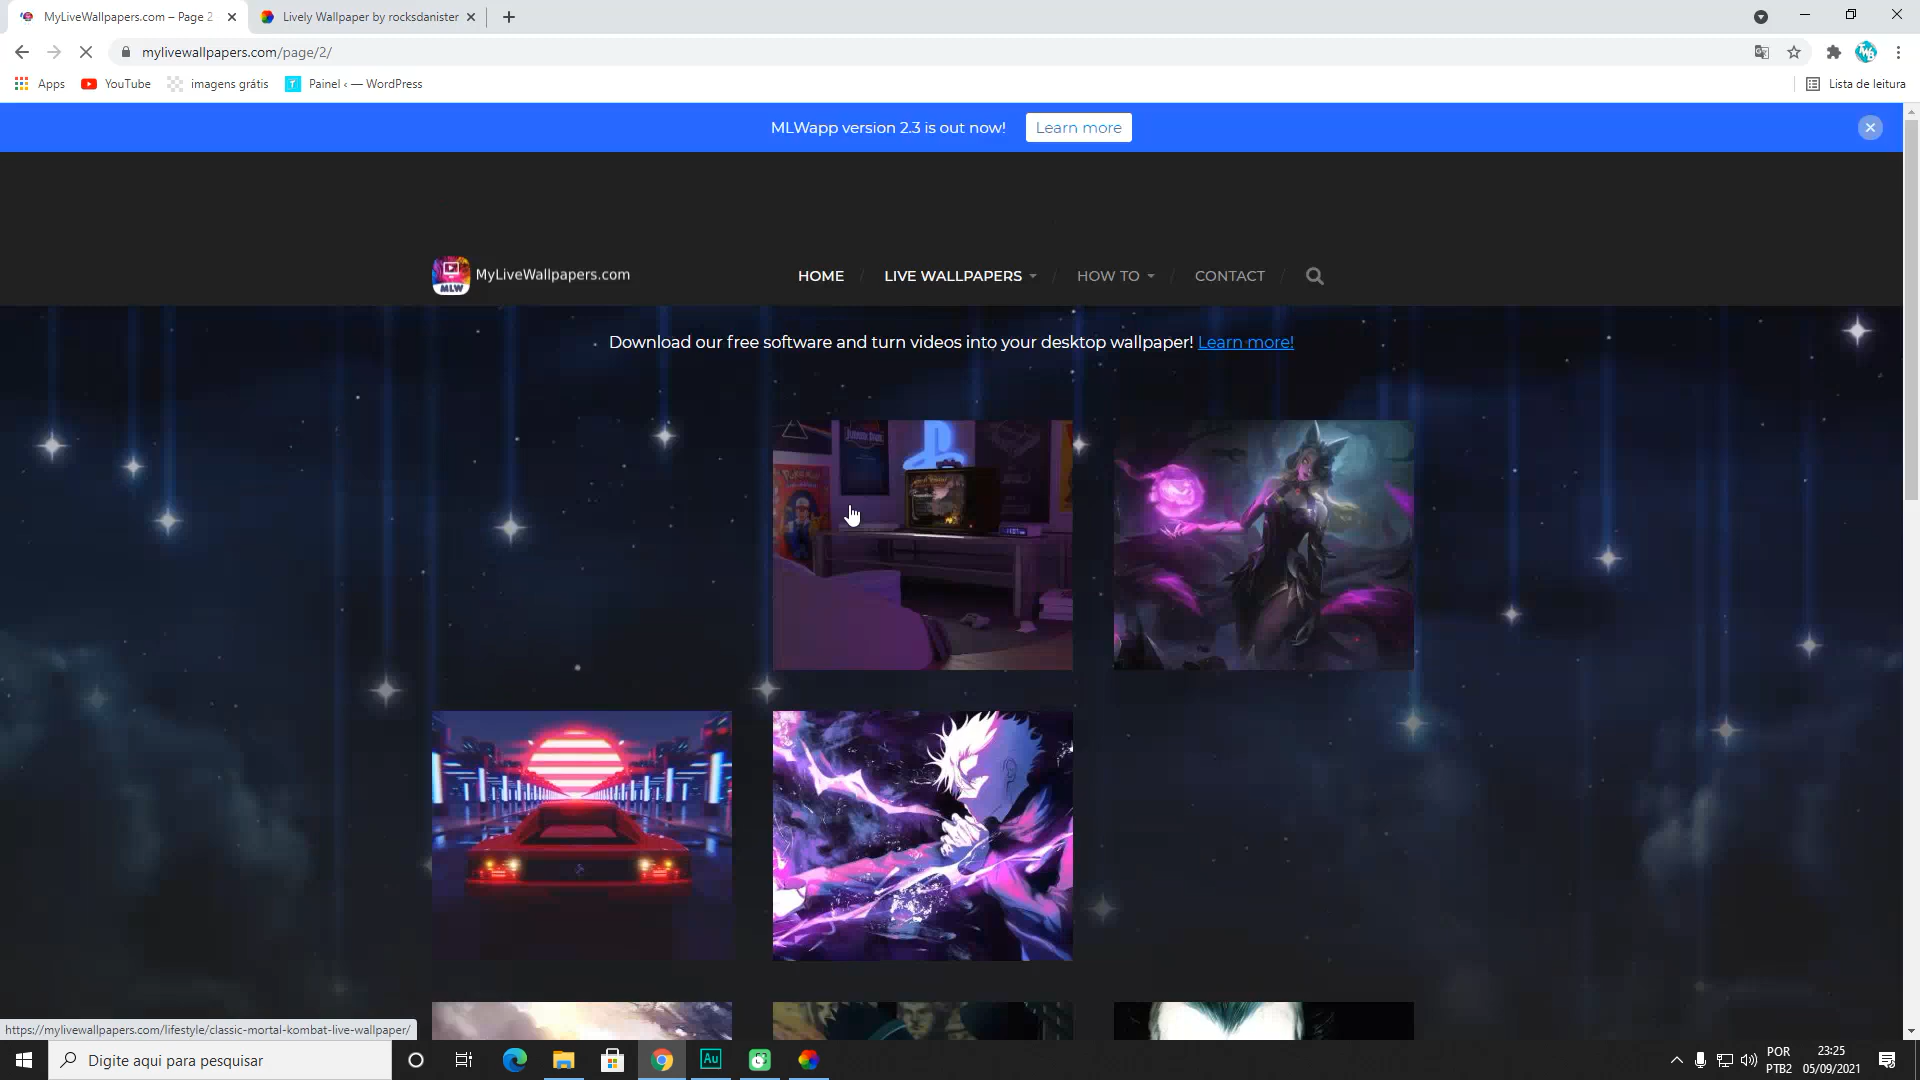 MyLiveWallpapers.com – Page 2
Lively Wallpaper by rocksdanister
mylivewallpapers.com/page/2/
Apps
YouTube
imagens grátis
Painel ‹ — WordPress
Lista de leitura
MLWapp version 2.3 is out now!
Learn more
MLW
MyLiveWallpapers.com
HOME
LIVE WALLPAPERS
HOW TO
CONTACT
Download our free software and turn videos into your desktop wallpaper! Learn more!
https://mylivewallpapers.com/lifestyle/classic-mortal-kombat-live-wallpaper/
Digite aqui para pesquisar
Au
POR
PTB2
23:25
05/09/2021